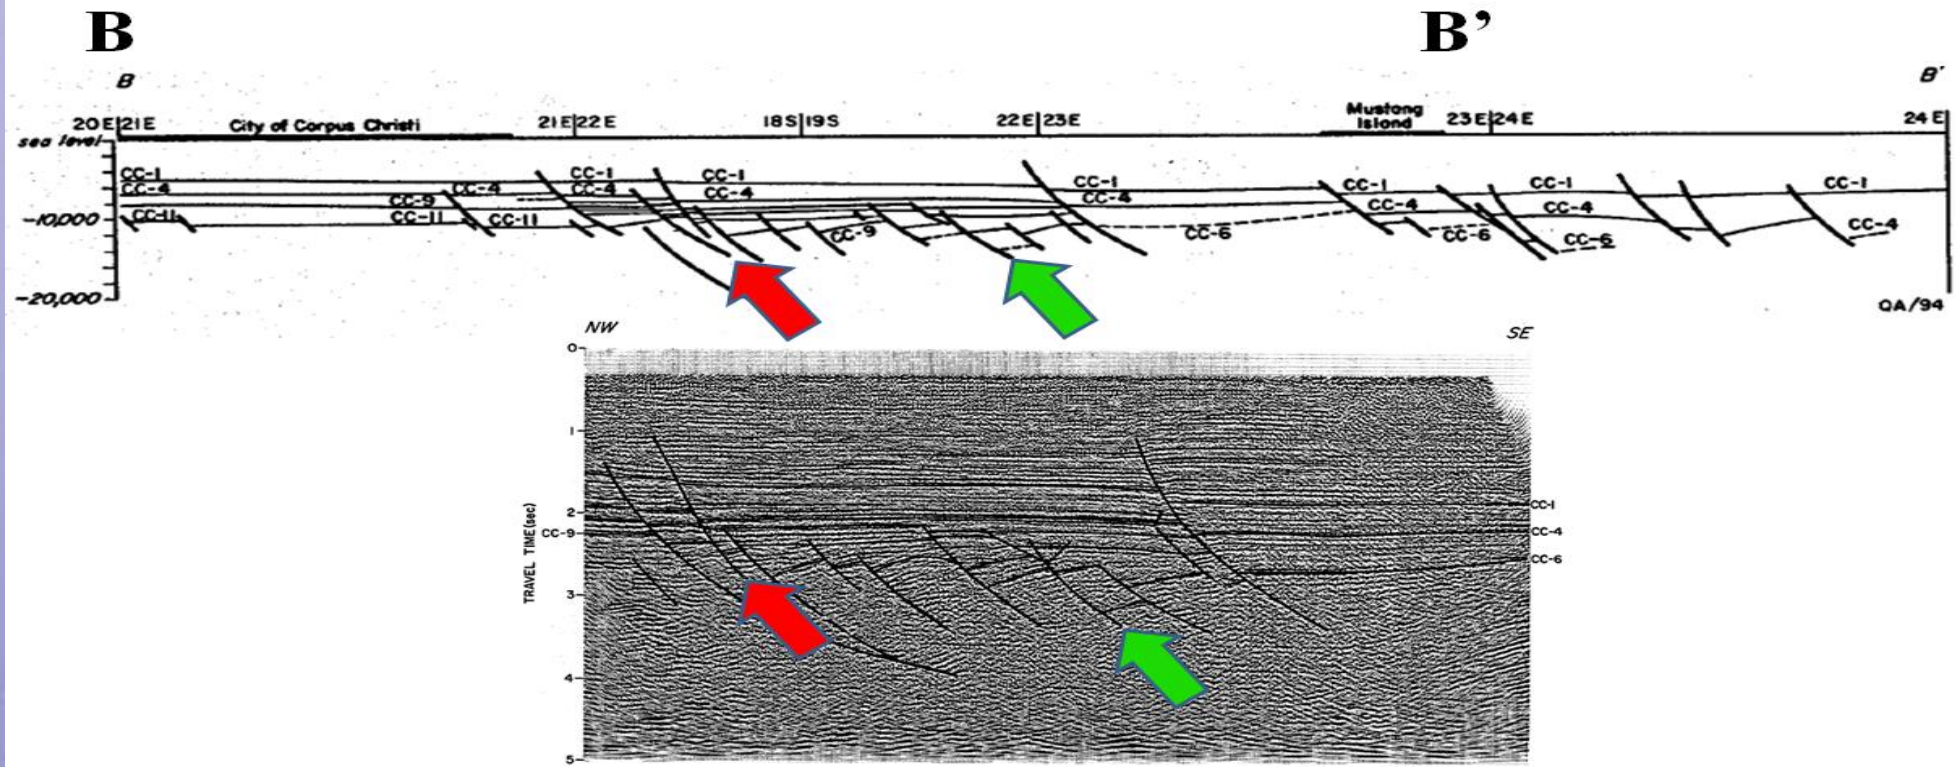 B B'
B B'
20E|21E City of Corpus Christi 21E|22E 18S|19S 22E|23E Mustang Island 23E|24E 24E
sea level
CC-1 CC-1 CC-1 CC-1 CC-1 CC-1 CC-1
CC-4 CC-4 CC-4 CC-4 CC-4 CC-4 CC-4 CC-4
CC-9 CC-9
-10,000 CC-11 CC-11 CC-11 CC-6 CC-6 CC-6
-20,000 QA/94
NW SE
0
1
2
CC-1
CC-9 CC-4
CC-6
TRAVEL TIME (sec)
3
4
5